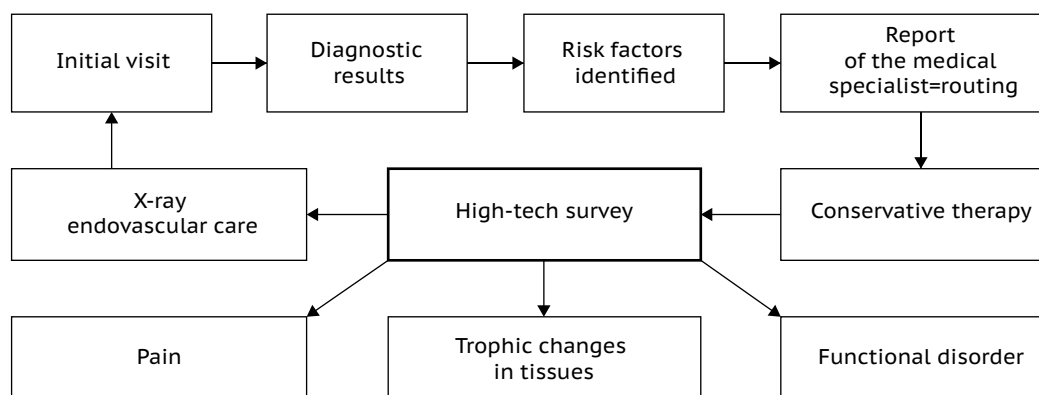 Initial visit
Diagnostic
results
Risk factors
identified
Report
of the medical
specialist=routing
X-ray
endovascular care
High-tech survey
Conservative therapy
Pain
Trophic changes
in tissues
Functional disorder